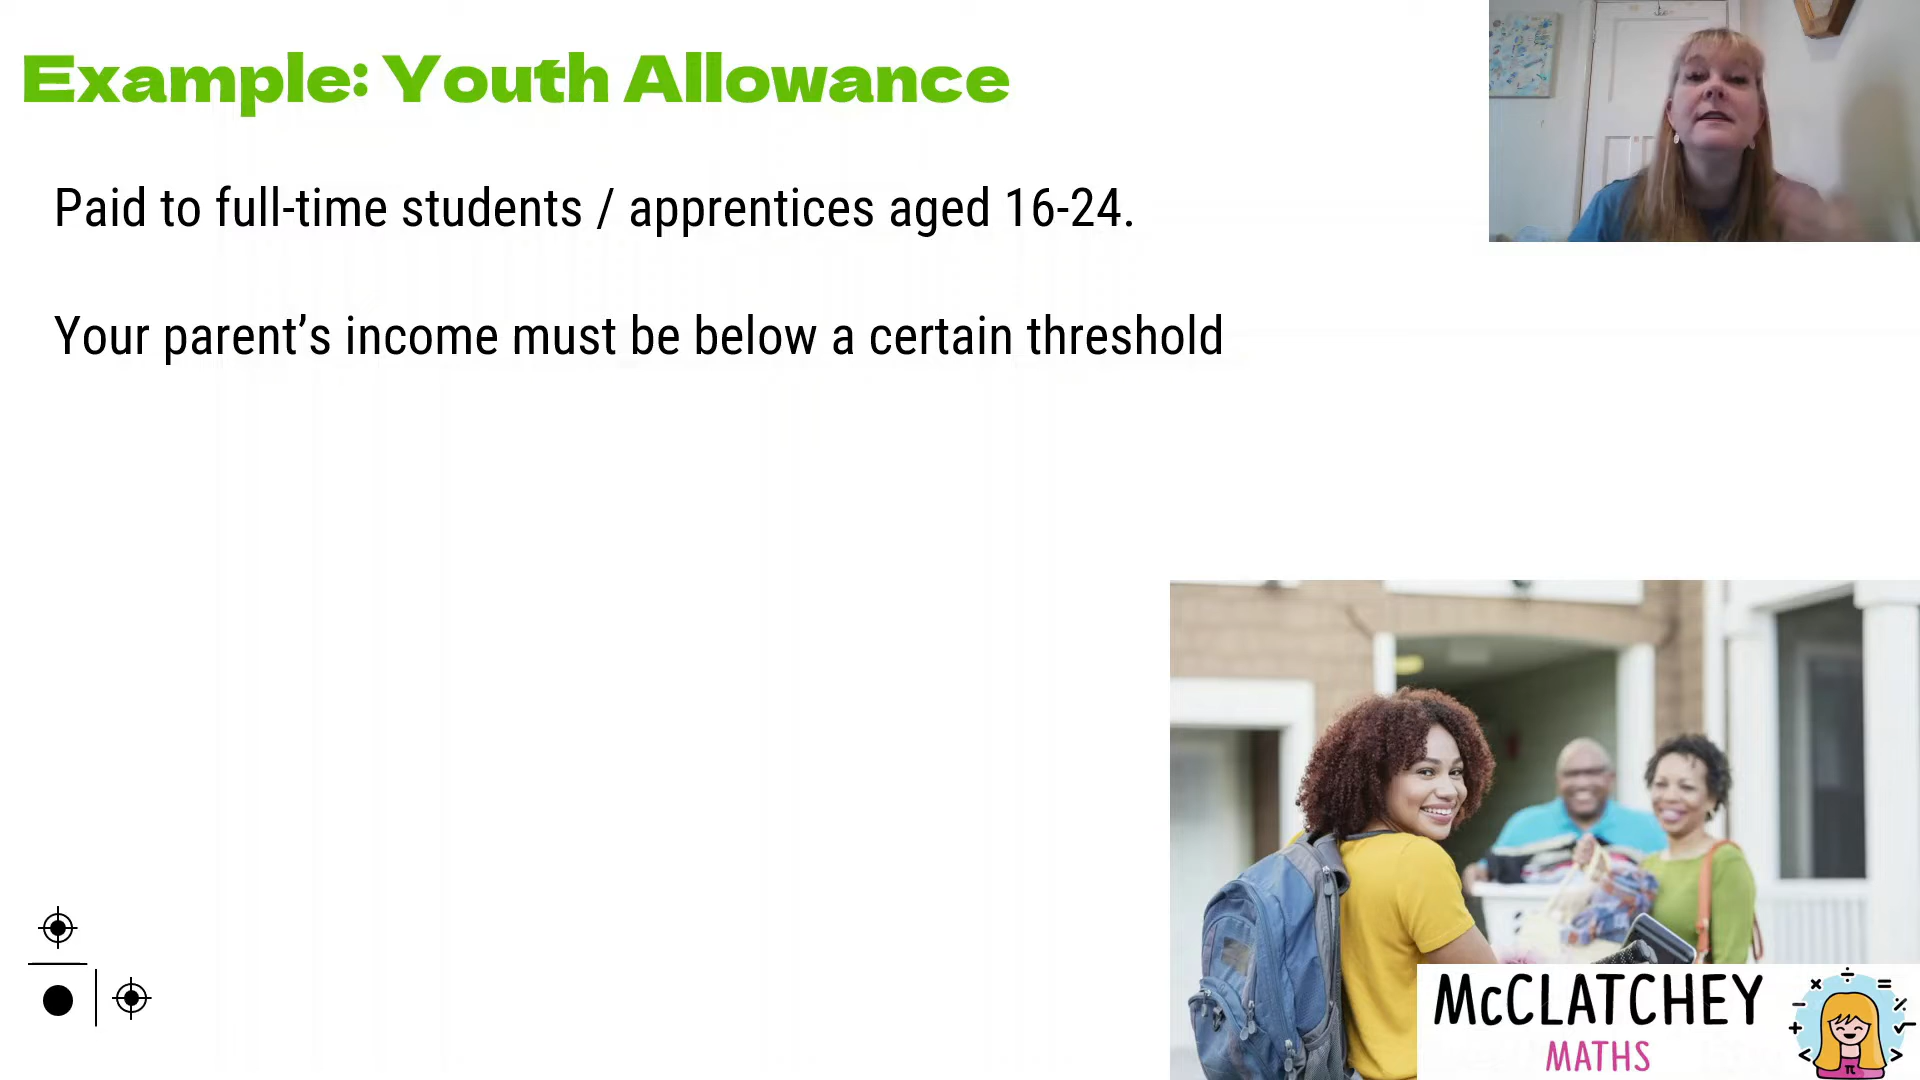 Example: Youth Allowance
Paid to full-time students / apprentices aged 16-24.
Your parent’s income must be below a certain threshold
McCLATCHEY
MATHS